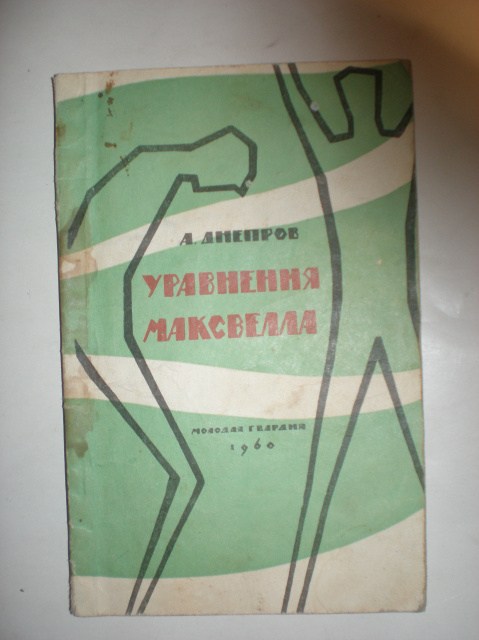 А. ДНЕПРОВ
УРАВНЕНИЯ
МАКСВЕЛЛА
МОЛОДАЯ ГВАРДИЯ
1960